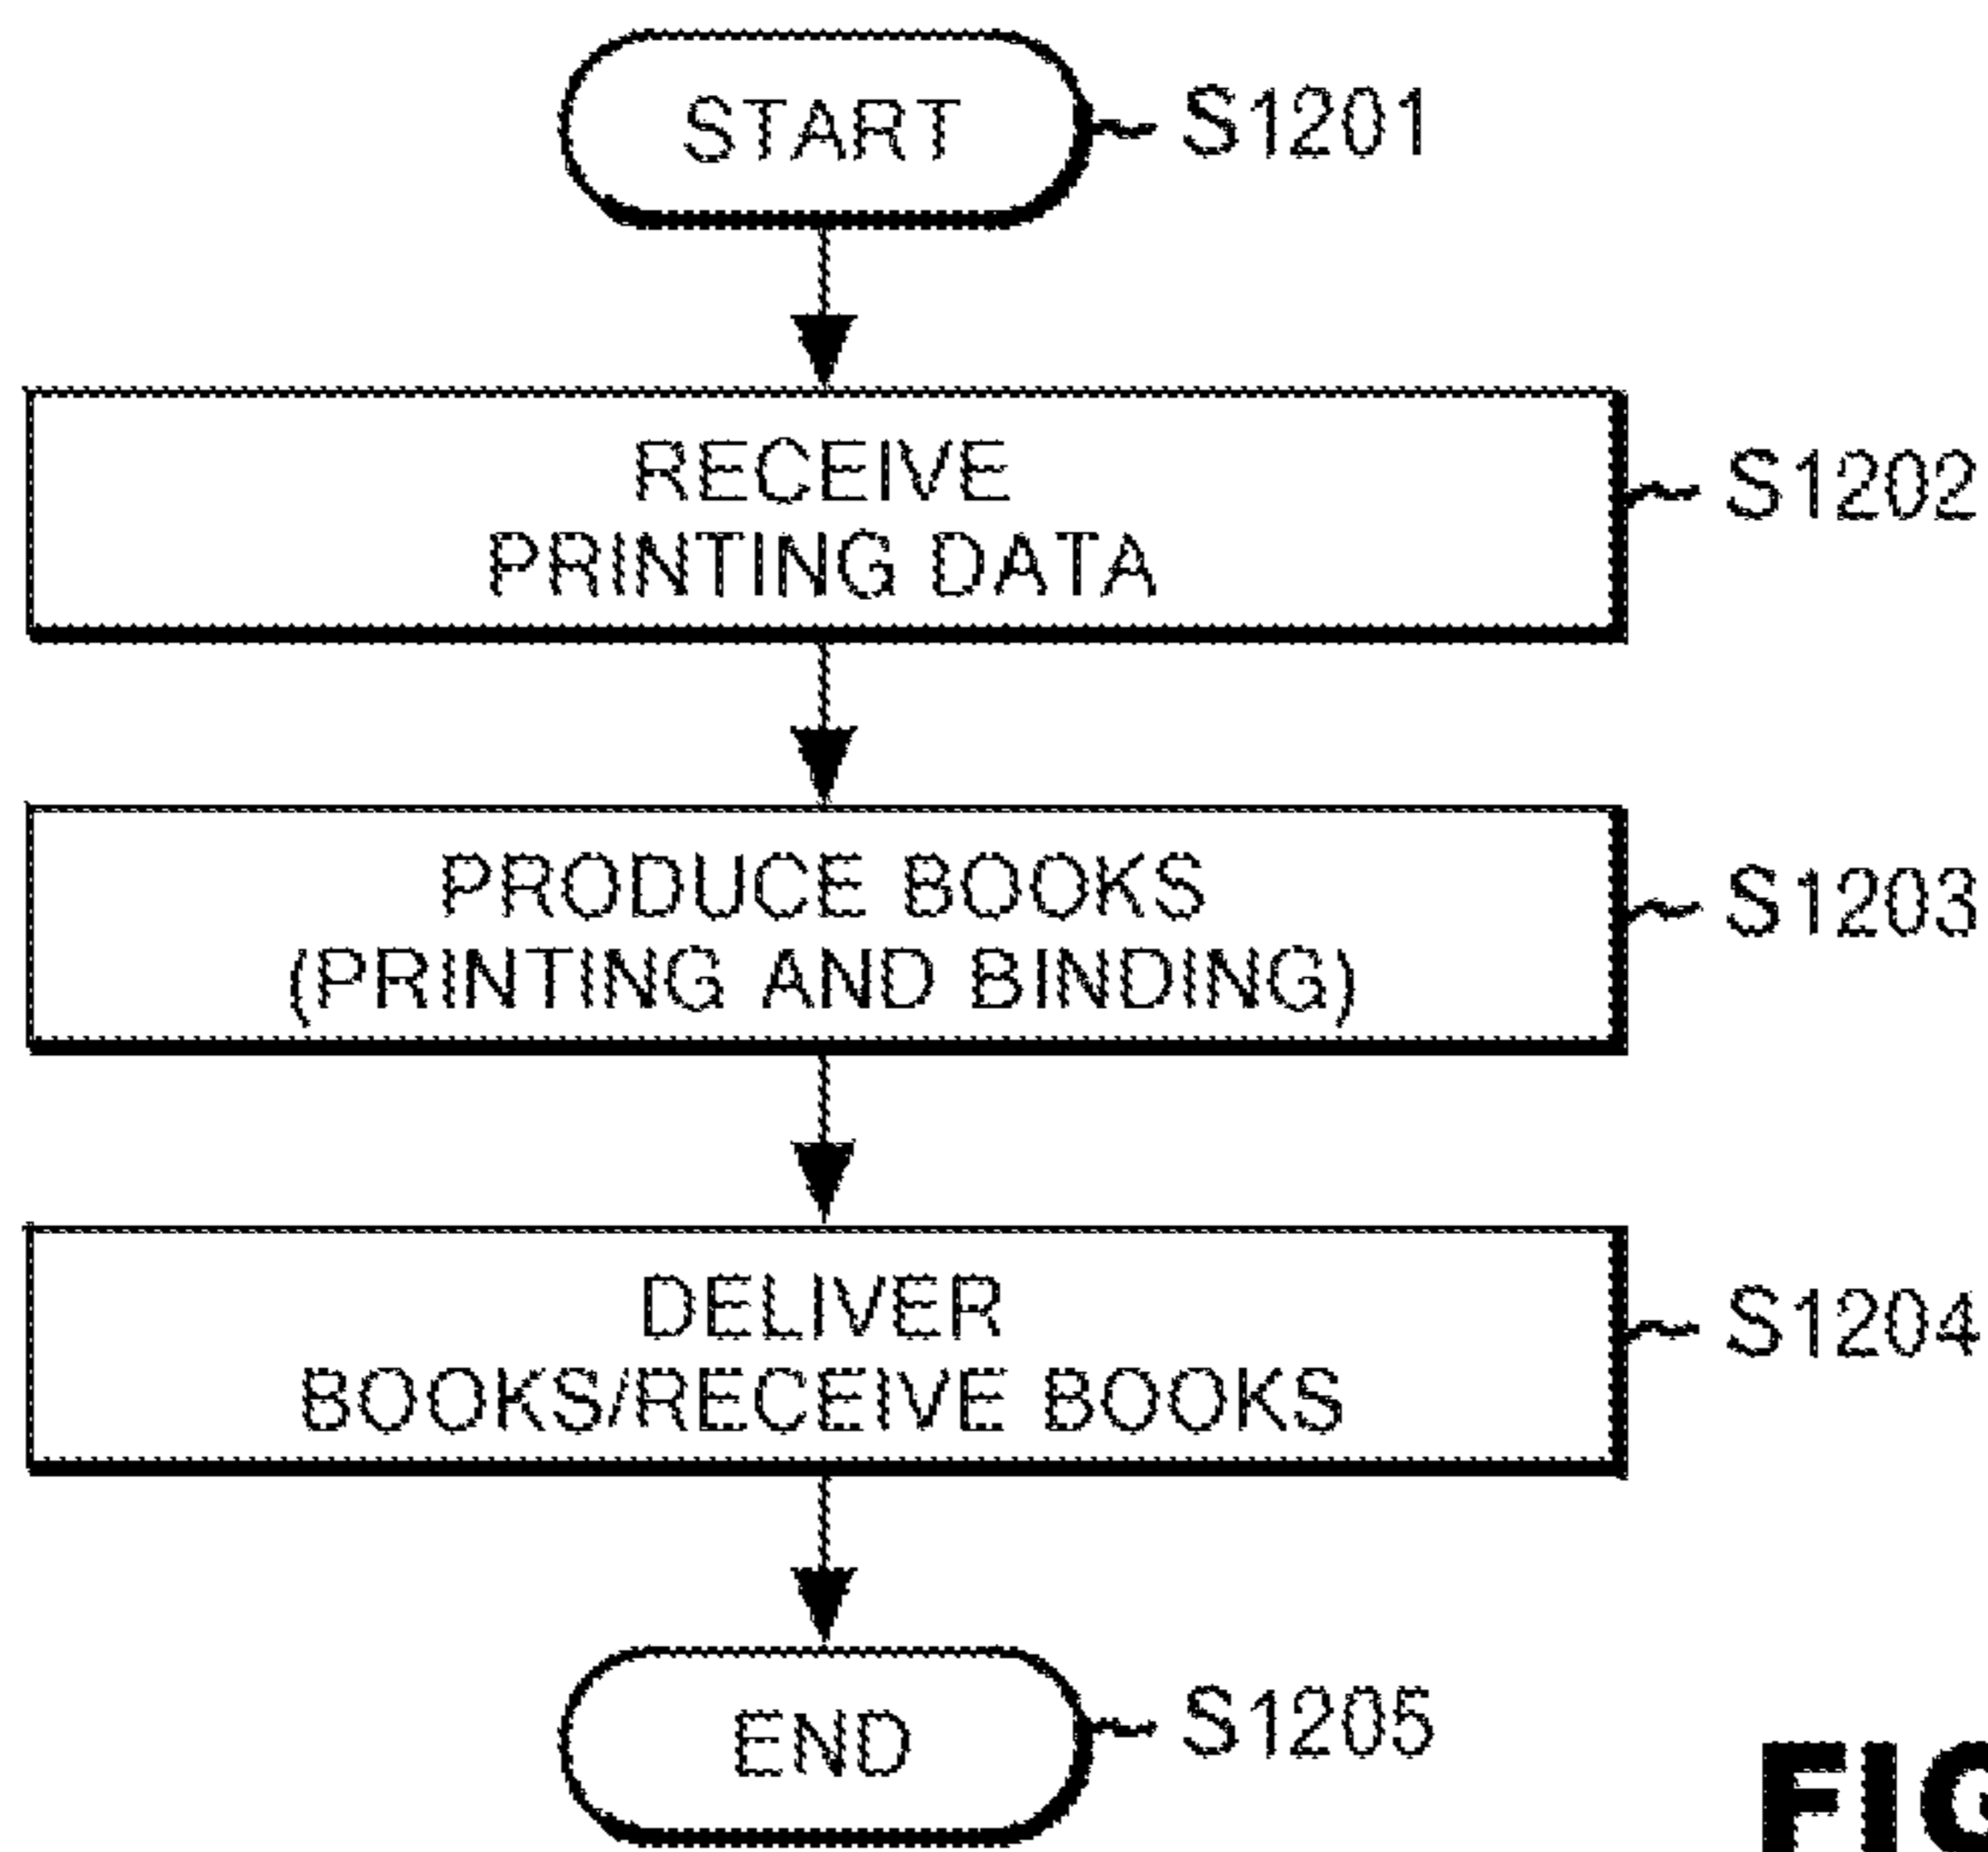 START
S1201
RECEIVE
PRINTING DATA
S1202
PRODUCE BOOKS
(PRINTING AND BINDING)
S1203
DELIVER
BOOKS/RECEIVE BOOKS
S1204
END
S1205